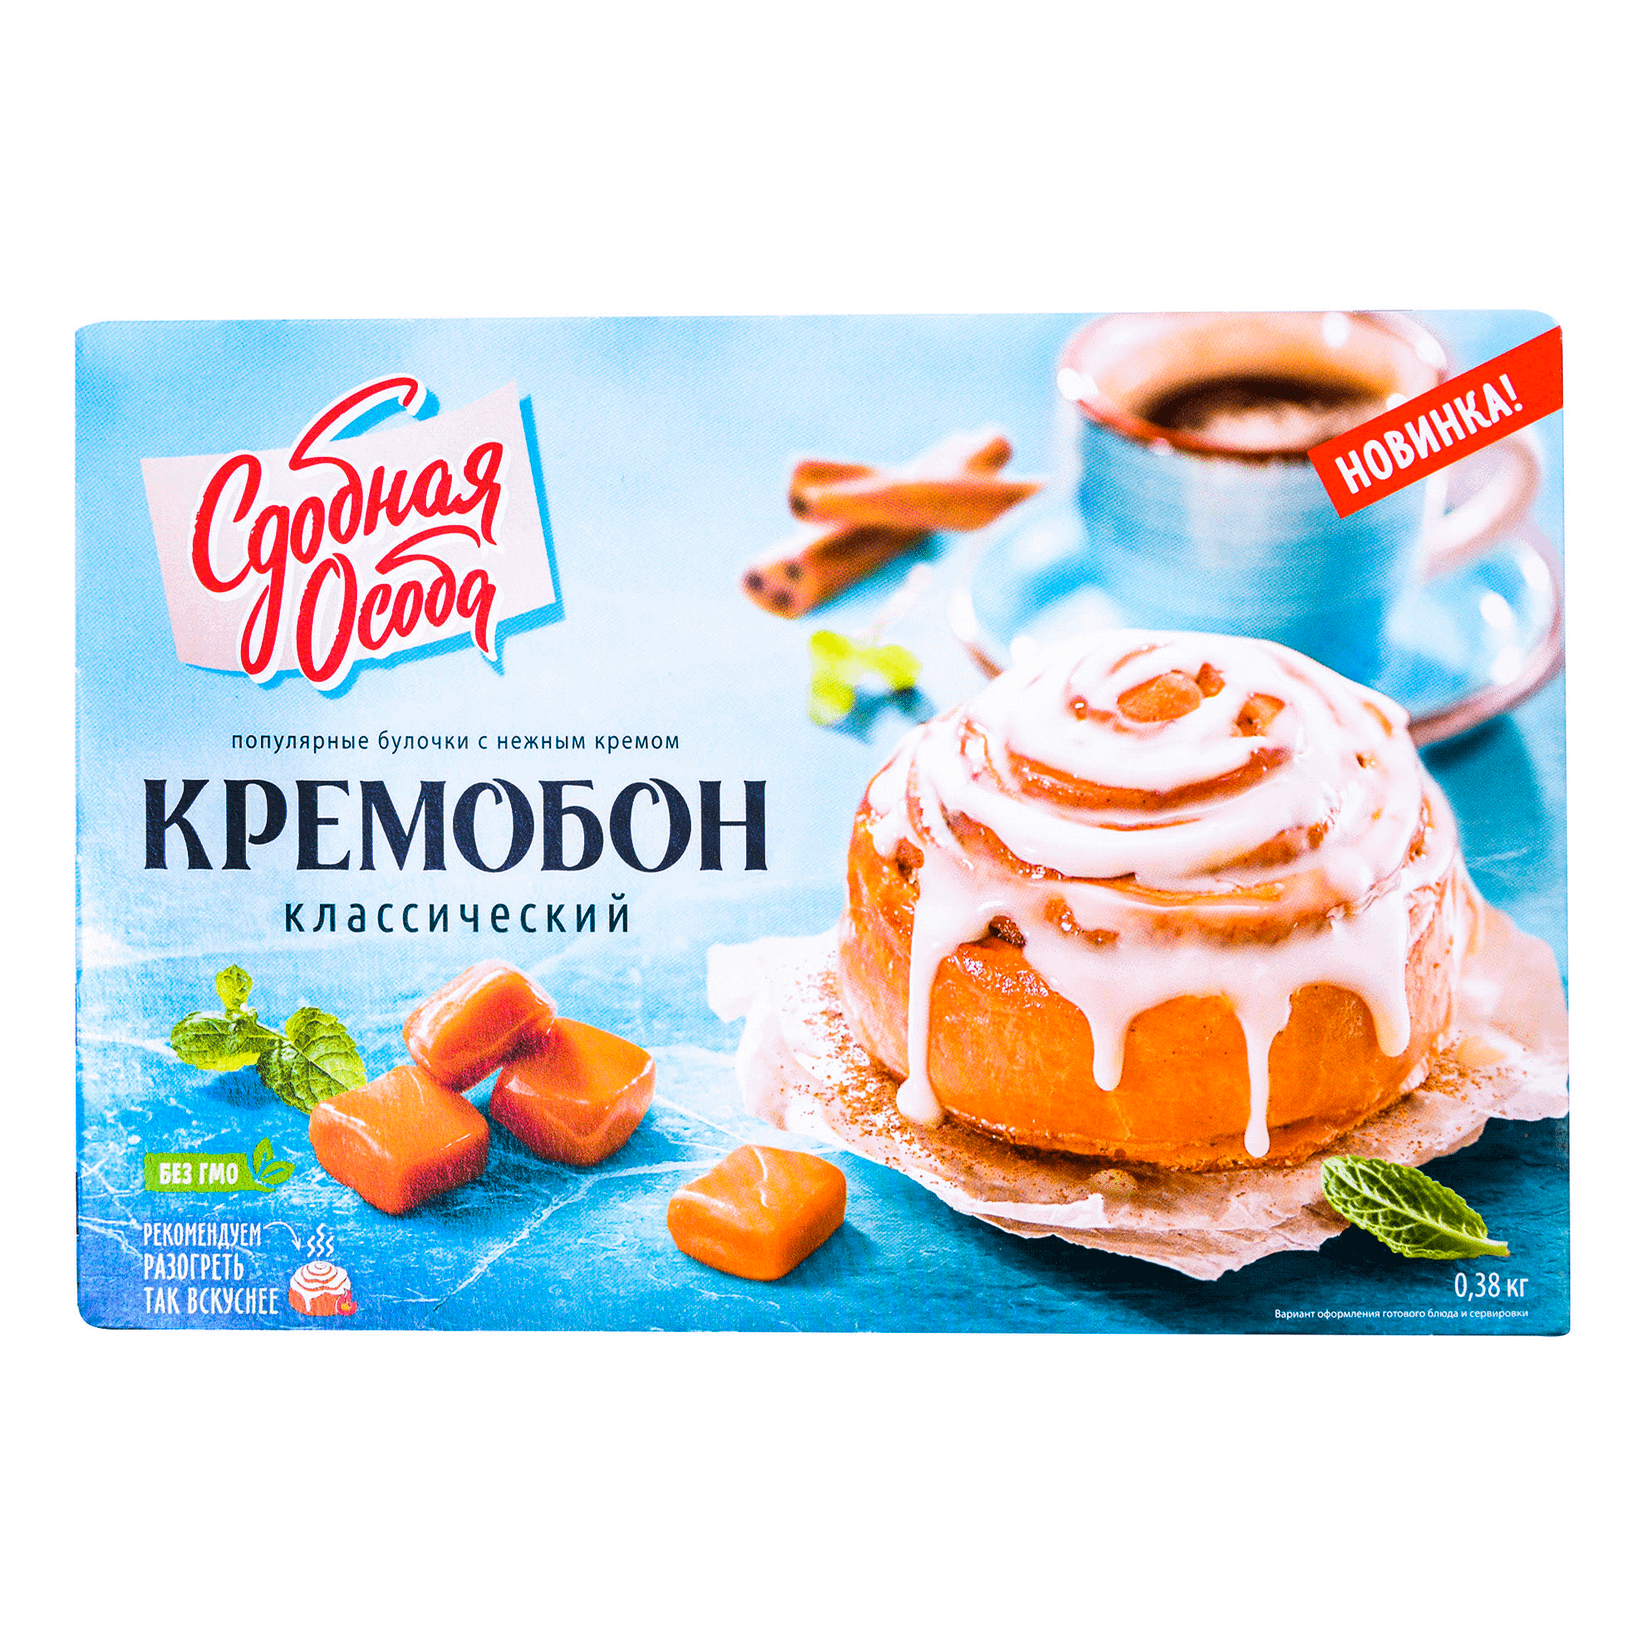 Сдобная
Особа
НОВИНКА!
популярные булочки с нежным кремом
КРЕМОБОН
классический
БЕЗ ГМО
РЕКОМЕНДУЕМ
РАЗОГРЕТЬ
ТАК ВСКУСНЕЕ
0,38 кг
Вариант оформления готового блюда и сервировки